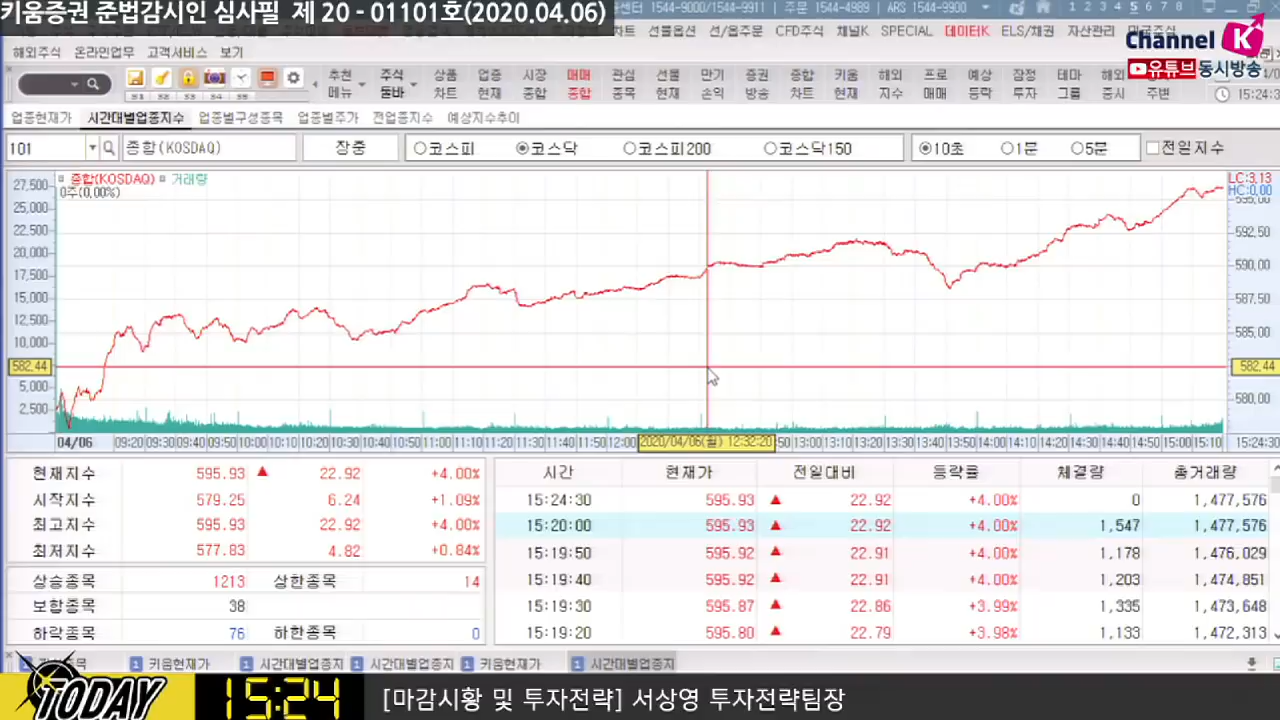 키움증권 준법감시인 심사필 제 20 - 01101호(2020.04.06)
센터 1544-9000/9911 | 주문 1544-4989 | ARS 1544-9900
1 2 3 4 5 6 7 8
차트 선물옵션 선/옵주문 CFD주식 채널K SPECIAL 데이타K ELS/채권 자산관리 미국주식
Channel K
유튜브동시방송
해외주식 온라인업무 고객서비스 보기
추천 메뉴 주식 둘바 상품 차트 업종 현재 시장 종합 매매 종합 관심 종목 선물 현재 만기 손익 증권 방송 종합 차트 키움 현재 해외 지수 프로 매매 예상 등락 잠정 투자 테마 그룹 해외 증시 주변
15:24:3
업종현재가 시간대별업종지수 업종별구성종목 업종별주가 전업종지수 예상지수추이
101 종합(KOSDAQ) 장중 코스피 코스닥 코스피200 코스닥150 10초 1분 5분 전일지수
종합(KOSDAQ) 거래량
0주(0,00%)
LC:3,13
HC:0,00
27,500
25,000
22,500
20,000
17,500
15,000
12,500
10,000
582.44
5,000
2,500
595,00
592,50
590,00
587,50
585,00
582.44
580,00
04/06 09:20 09:30 09:40 09:50 10:00 10:10 10:20 10:30 10:40 10:50 11:00 11:10 11:20 11:30 11:40 11:50 12:00 2020/04/06(월) 12:32:20 50 13:00 13:10 13:20 13:30 13:40 13:50 14:00 14:10 14:20 14:30 14:40 14:50 15:00 15:10 15:24:30
현재지수 595.93 ▲ 22.92 +4.00%
시작지수 579.25 6.24 +1.09%
최고지수 595.93 22.92 +4.00%
최저지수 577.83 4.82 +0.84%
상승종목 1213 상한종목 14
보합종목 38
하락종목 76 하한종목 0
시간 현재가 전일대비 등락률 체결량 총거래량
15:24:30 595.93 ▲ 22.92 +4.00% 0 1,477,576
15:20:00 595.93 ▲ 22.92 +4.00% 1,547 1,477,576
15:19:50 595.92 ▲ 22.91 +4.00% 1,178 1,476,029
15:19:40 595.92 ▲ 22.91 +4.00% 1,203 1,474,851
15:19:30 595.87 ▲ 22.86 +3.99% 1,335 1,473,648
15:19:20 595.80 ▲ 22.79 +3.98% 1,133 1,472,313
1 키움현재가 1 시간대별업종지 1 시간대별업종지 1 키움현재가 1 시간대별업종지
TODAY 15:24 [마감시황 및 투자전략] 서상영 투자전략팀장